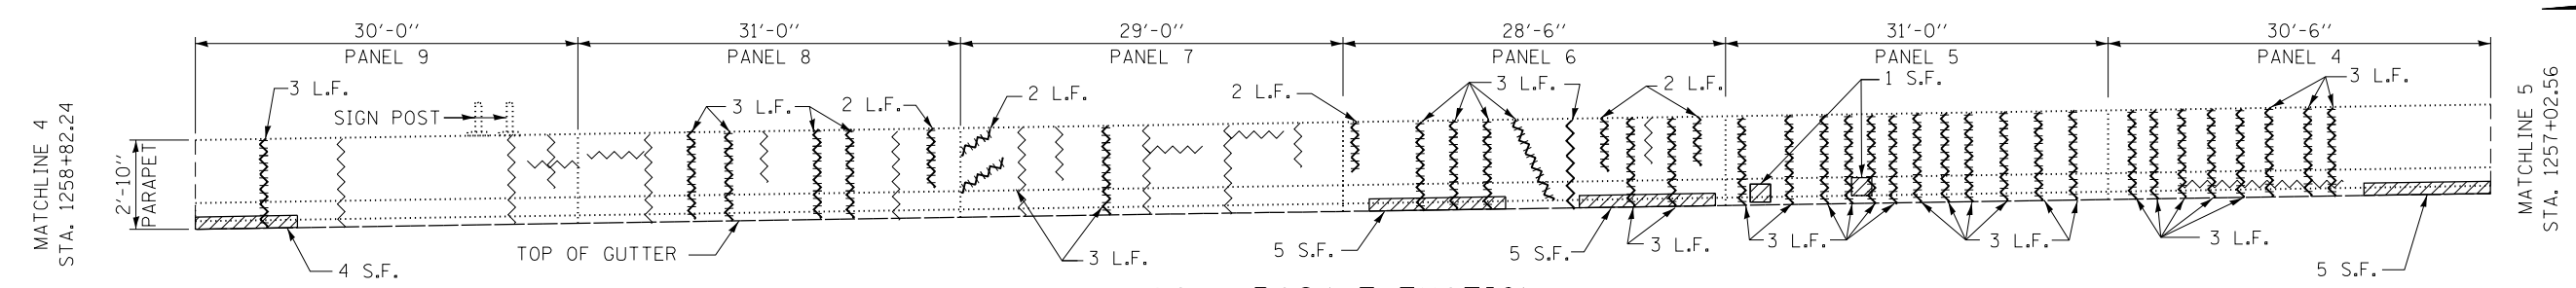 30'-0" 31'-0" 29'-0" 28'-6" 31'-0" 30'-6"
PANEL 9 PANEL 8 PANEL 7 PANEL 6 PANEL 5 PANEL 4
MATCHLINE 4
STA. 1258+82.24
2'-10"
PARAPET
3 L.F.
SIGN POST
3 L.F.
2 L.F.
2 L.F.
2 L.F.
3 L.F.
2 L.F.
1 S.F.
3 L.F.
4 S.F.
TOP OF GUTTER
3 L.F.
5 S.F.
5 S.F.
3 L.F.
3 L.F.
3 L.F.
3 L.F.
5 S.F.
MATCHLINE 5
STA. 1257+02.56